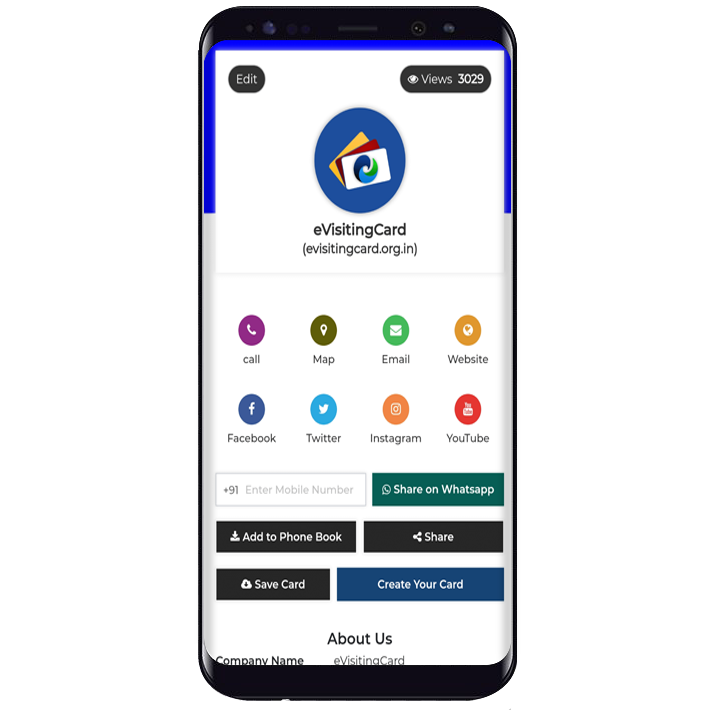 Edit
Views 3029
eVisitingCard
(evisitingcard.org.in)
call Map Email Website
Facebook Twitter Instagram YouTube
+91 Enter Mobile Number Share on Whatsapp
Add to Phone Book Share
Save Card Create Your Card
About Us
Company Name eVisitingCard